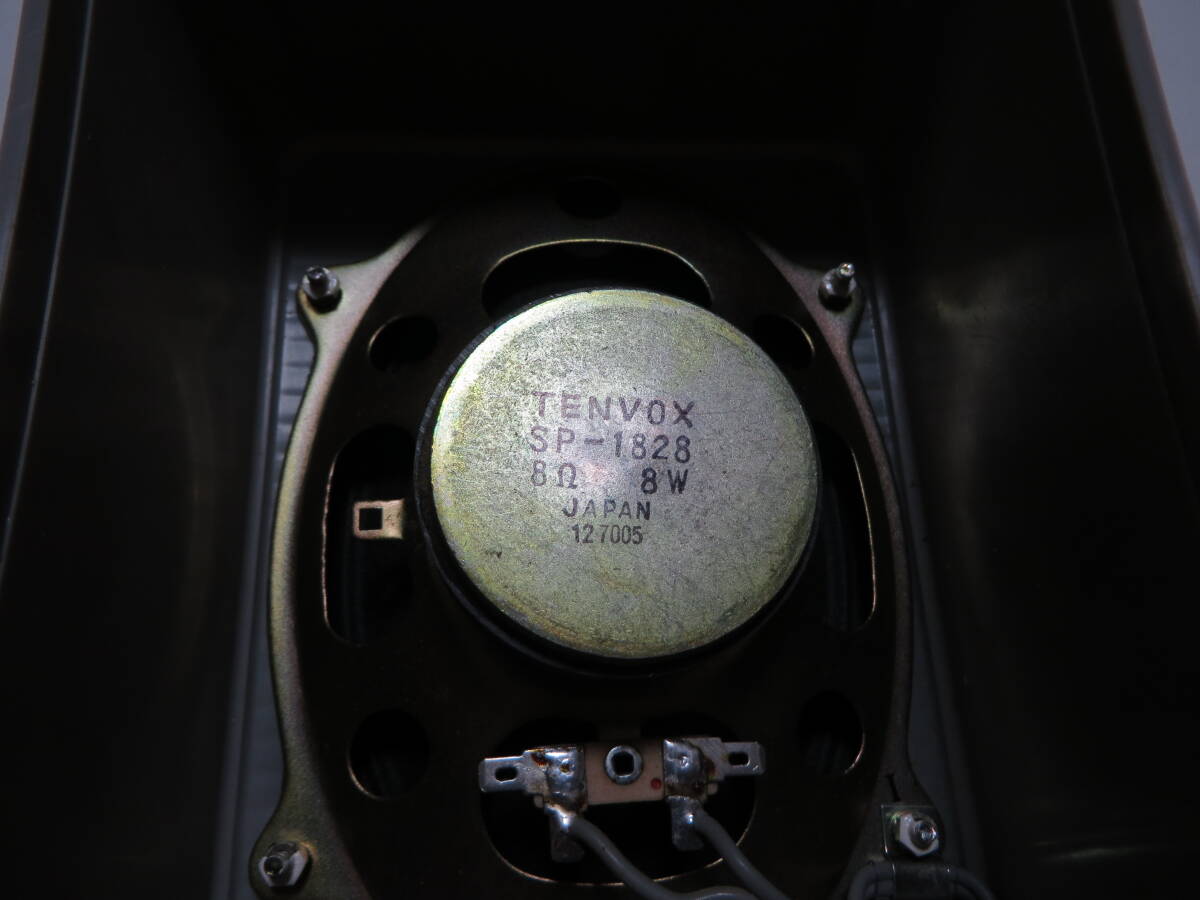 TENVOX
SP-1828
8Ω 8W
JAPAN
127005